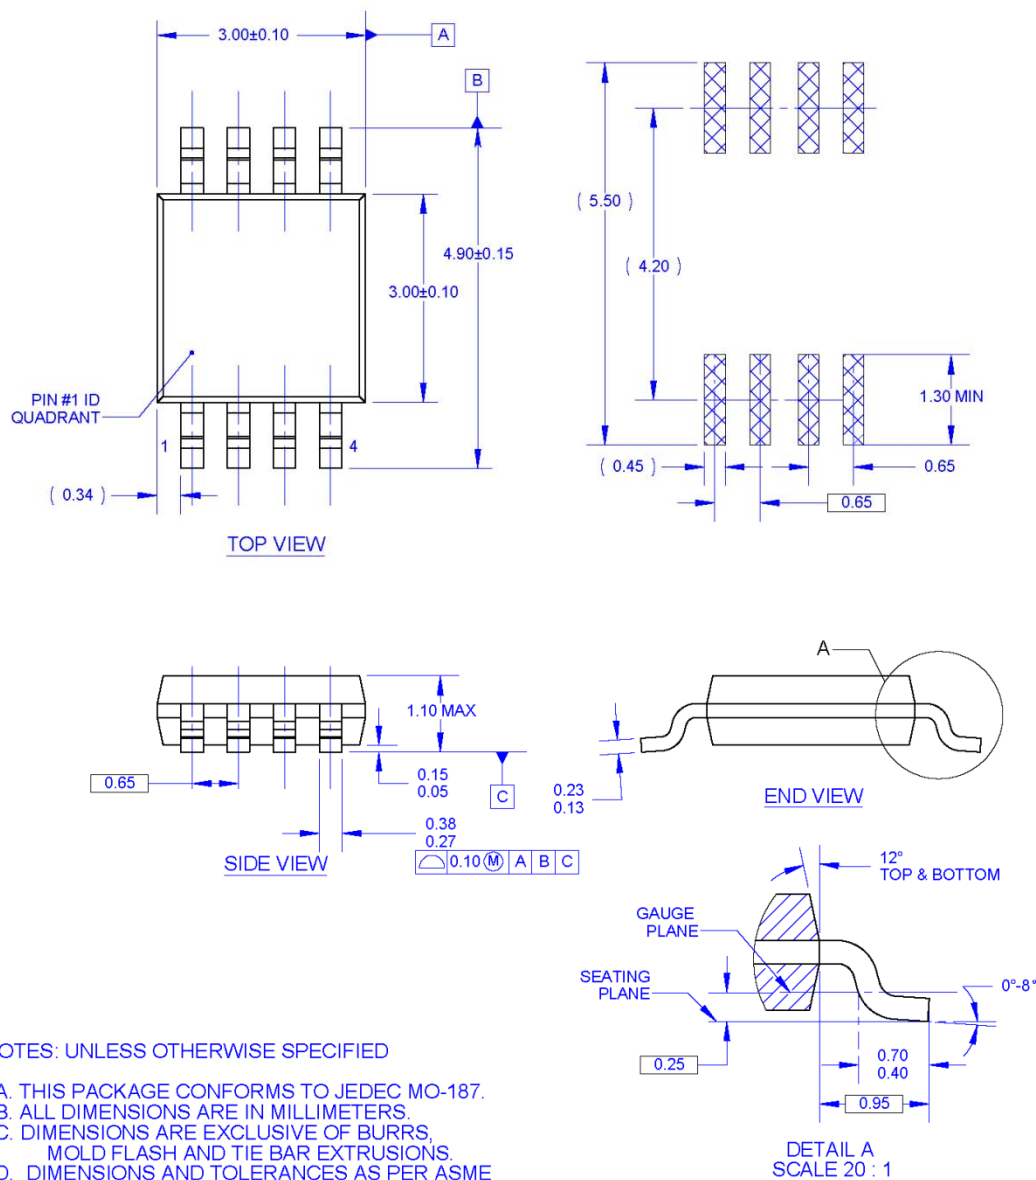 3.00±0.10
A
B
( 5.50 )
4.90±0.15
( 4.20 )
3.00±0.10
PIN #1 ID
QUADRANT
1.30 MIN
1
4
( 0.45 )
0.65
( 0.34 )
0.65
TOP VIEW
A
1.10 MAX
0.65
0.15
0.05
C
0.23
0.13
END VIEW
0.38
0.27
SIDE VIEW
0.10 Ⓜ A B C
12°
TOP & BOTTOM
GAUGE
PLANE
SEATING
PLANE
0°-8°
0.25
0.70
0.40
0.95
DETAIL A
SCALE 20 : 1
OTES: UNLESS OTHERWISE SPECIFIED
A. THIS PACKAGE CONFORMS TO JEDEC MO-187.
B. ALL DIMENSIONS ARE IN MILLIMETERS.
C. DIMENSIONS ARE EXCLUSIVE OF BURRS,
MOLD FLASH AND TIE BAR EXTRUSIONS.
D. DIMENSIONS AND TOLERANCES AS PER ASME